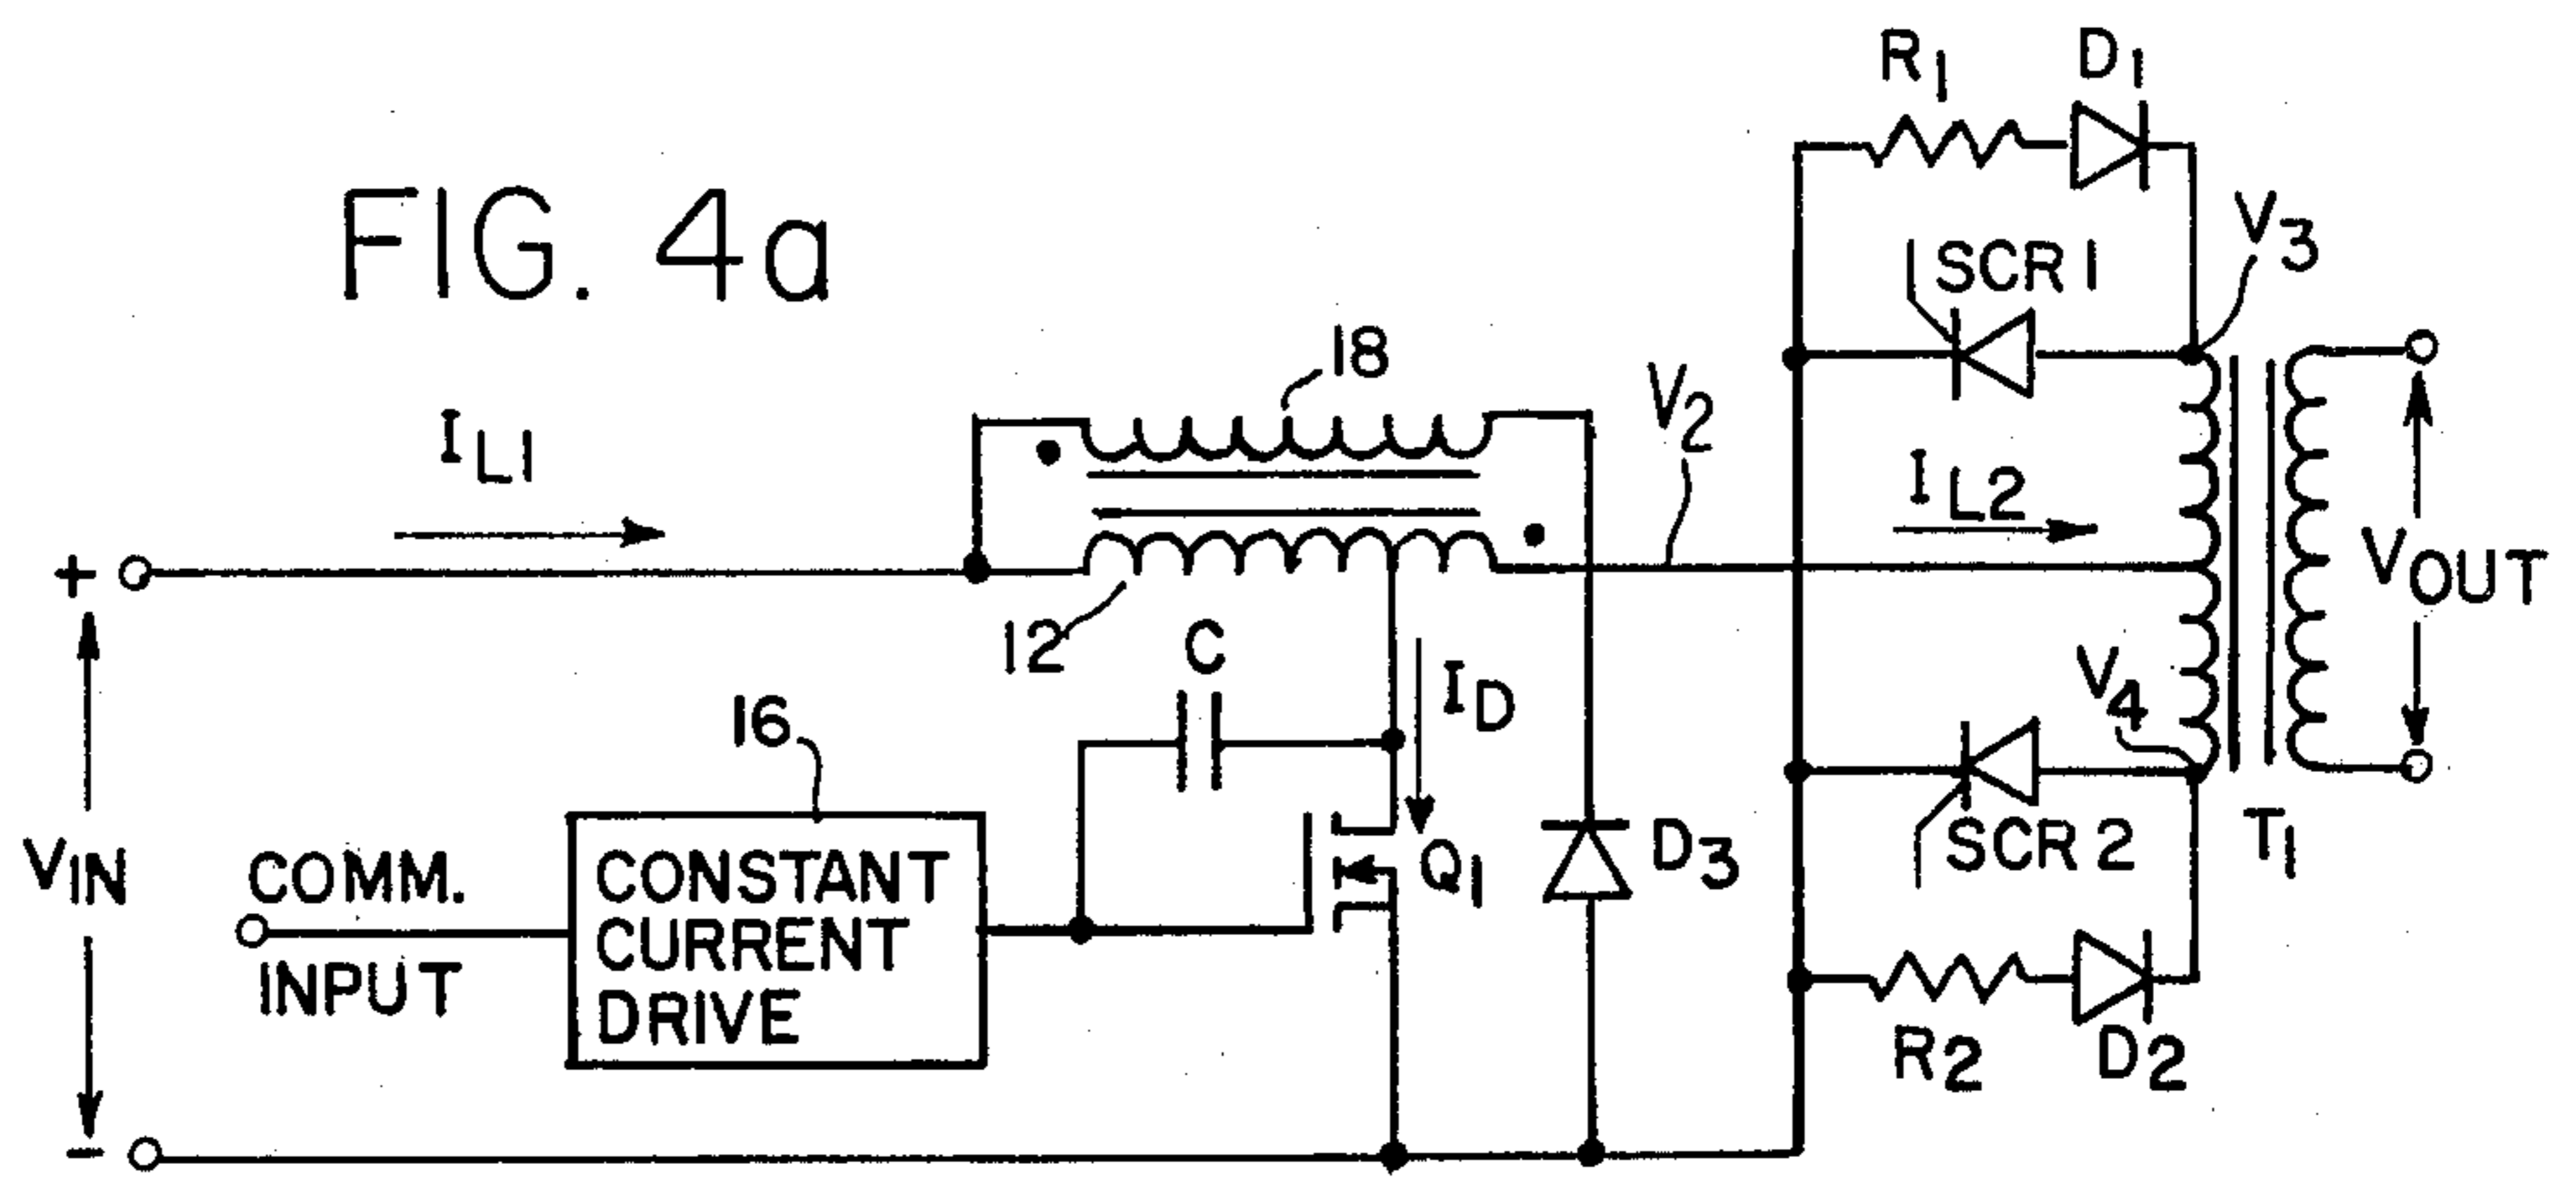 FIG. 4a
R1
D1
V3
SCR 1
18
V2
IL1
IL2
+
VOUT
12
C
ID
V4
16
VIN
COMM.
INPUT
CONSTANT
CURRENT
DRIVE
Q1
D3
SCR 2
T1
R2
D2
-